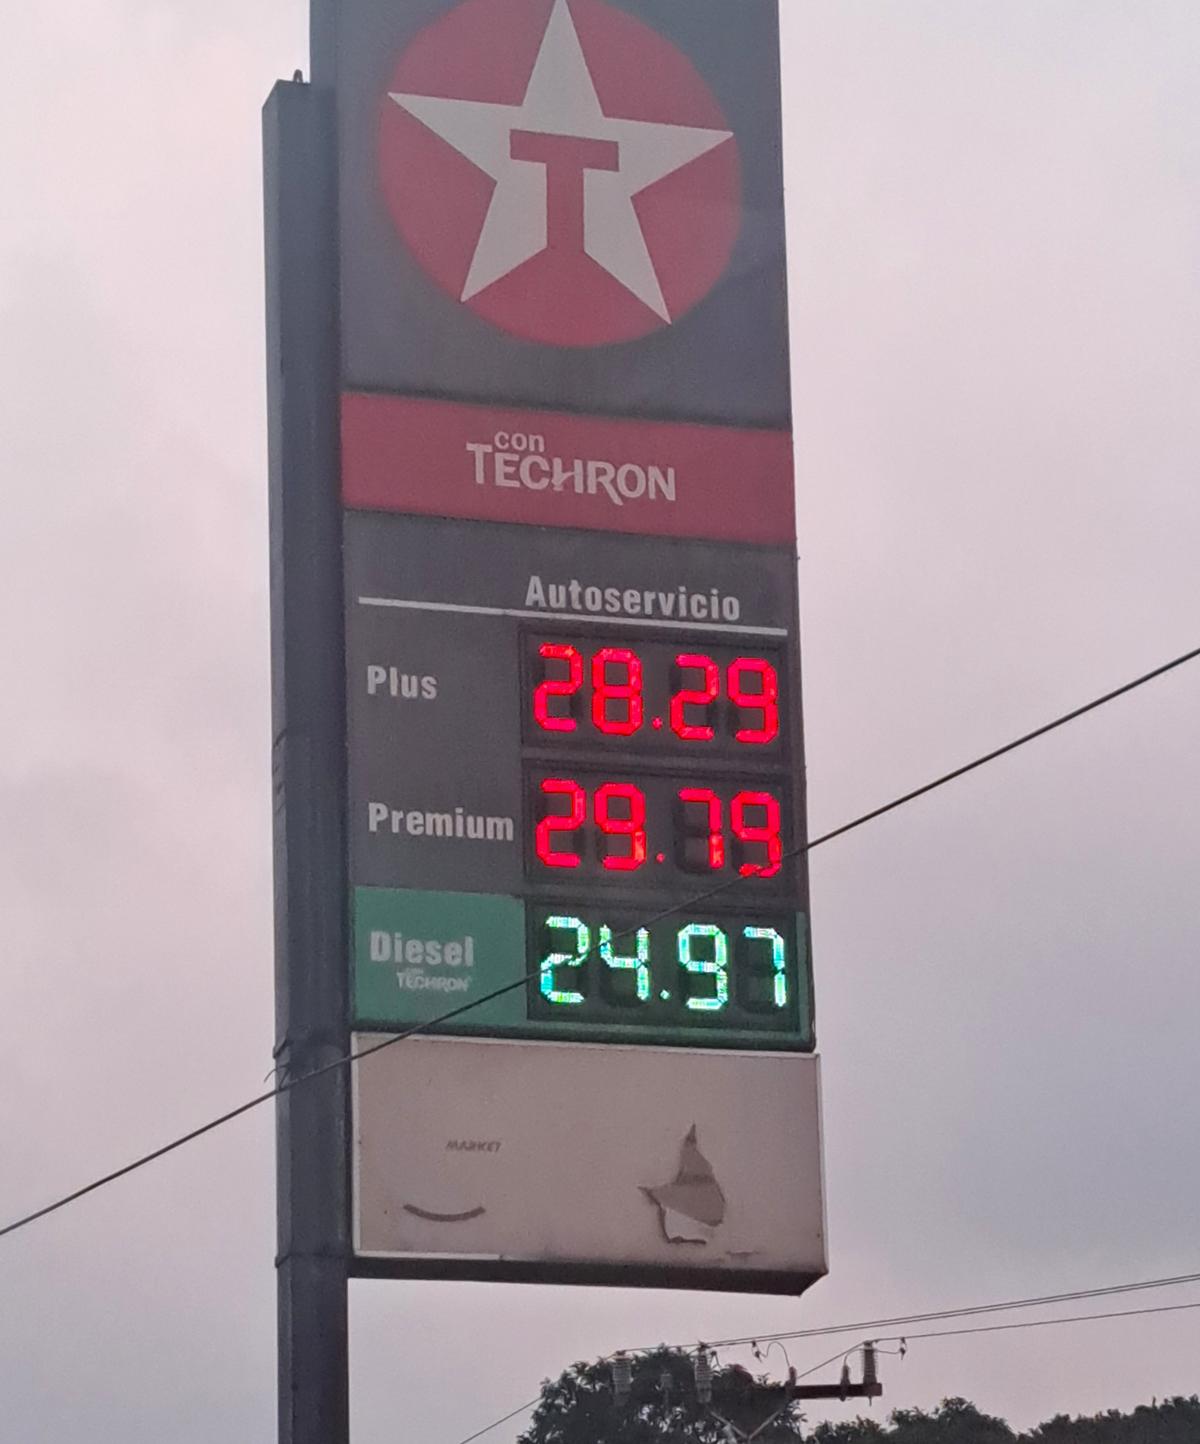 T
con
TECHRON
Autoservicio
Plus 28.29
Premium 29.79
Diesel 24.97
con
TECHRON
MARKET